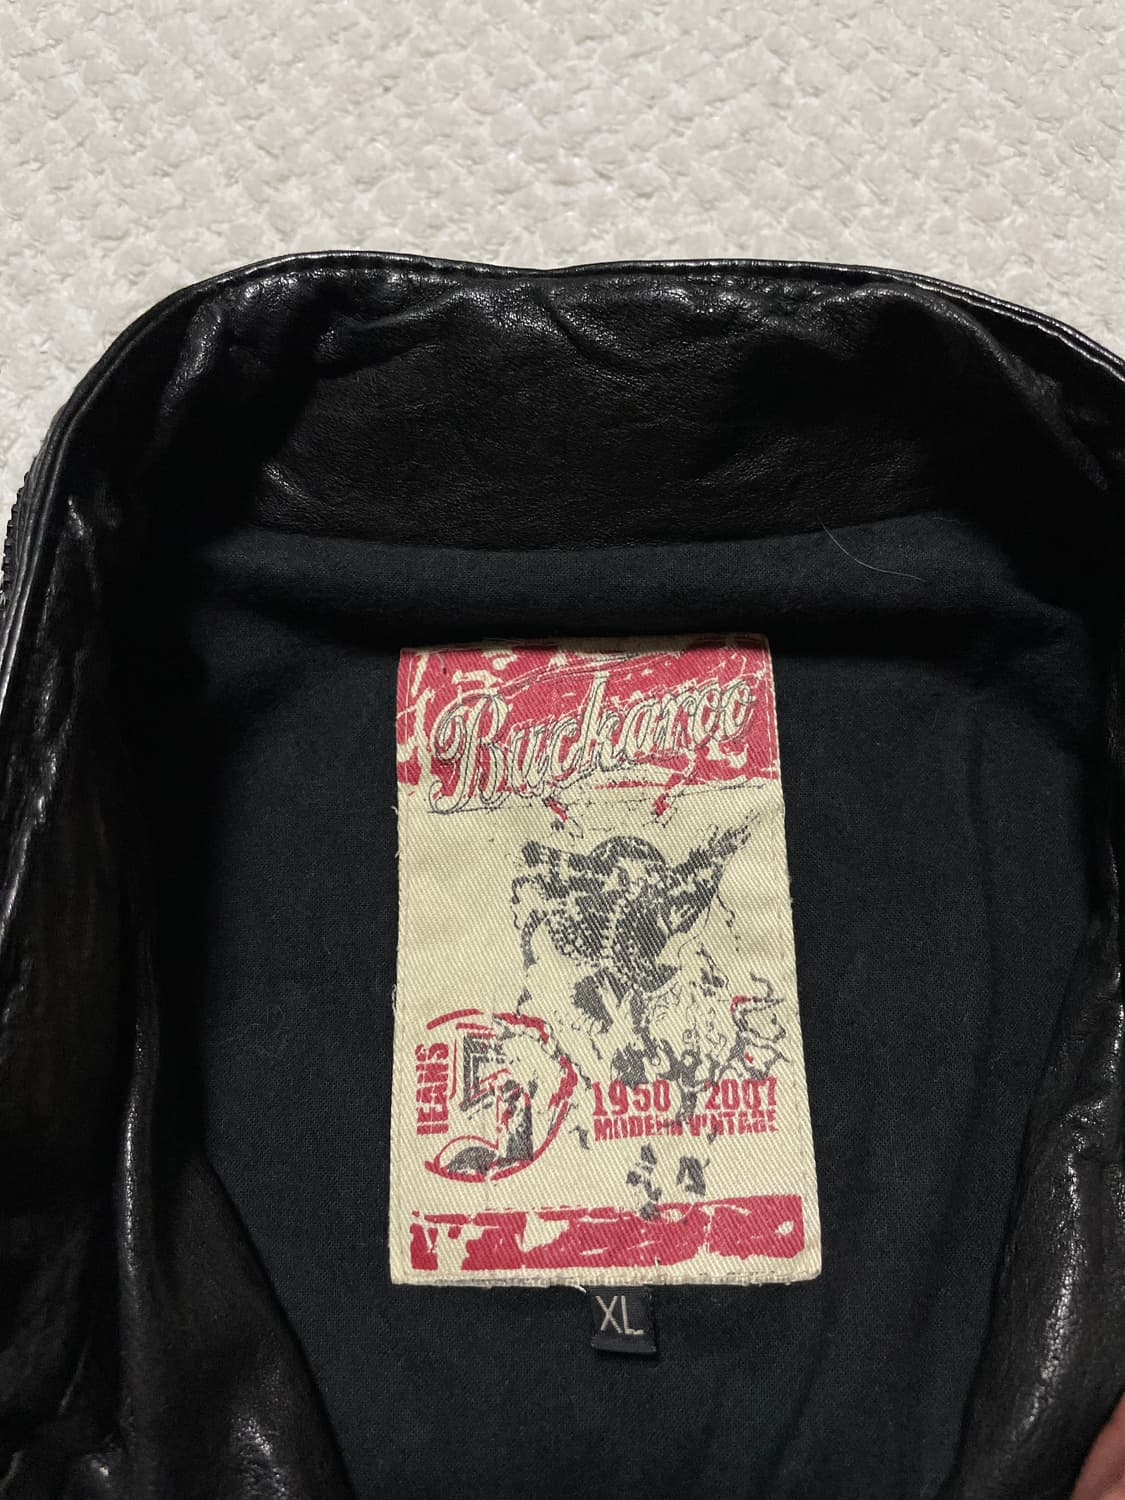 Buckaroo
JEANS
1950 2007
MODERN VINTAGE
XL